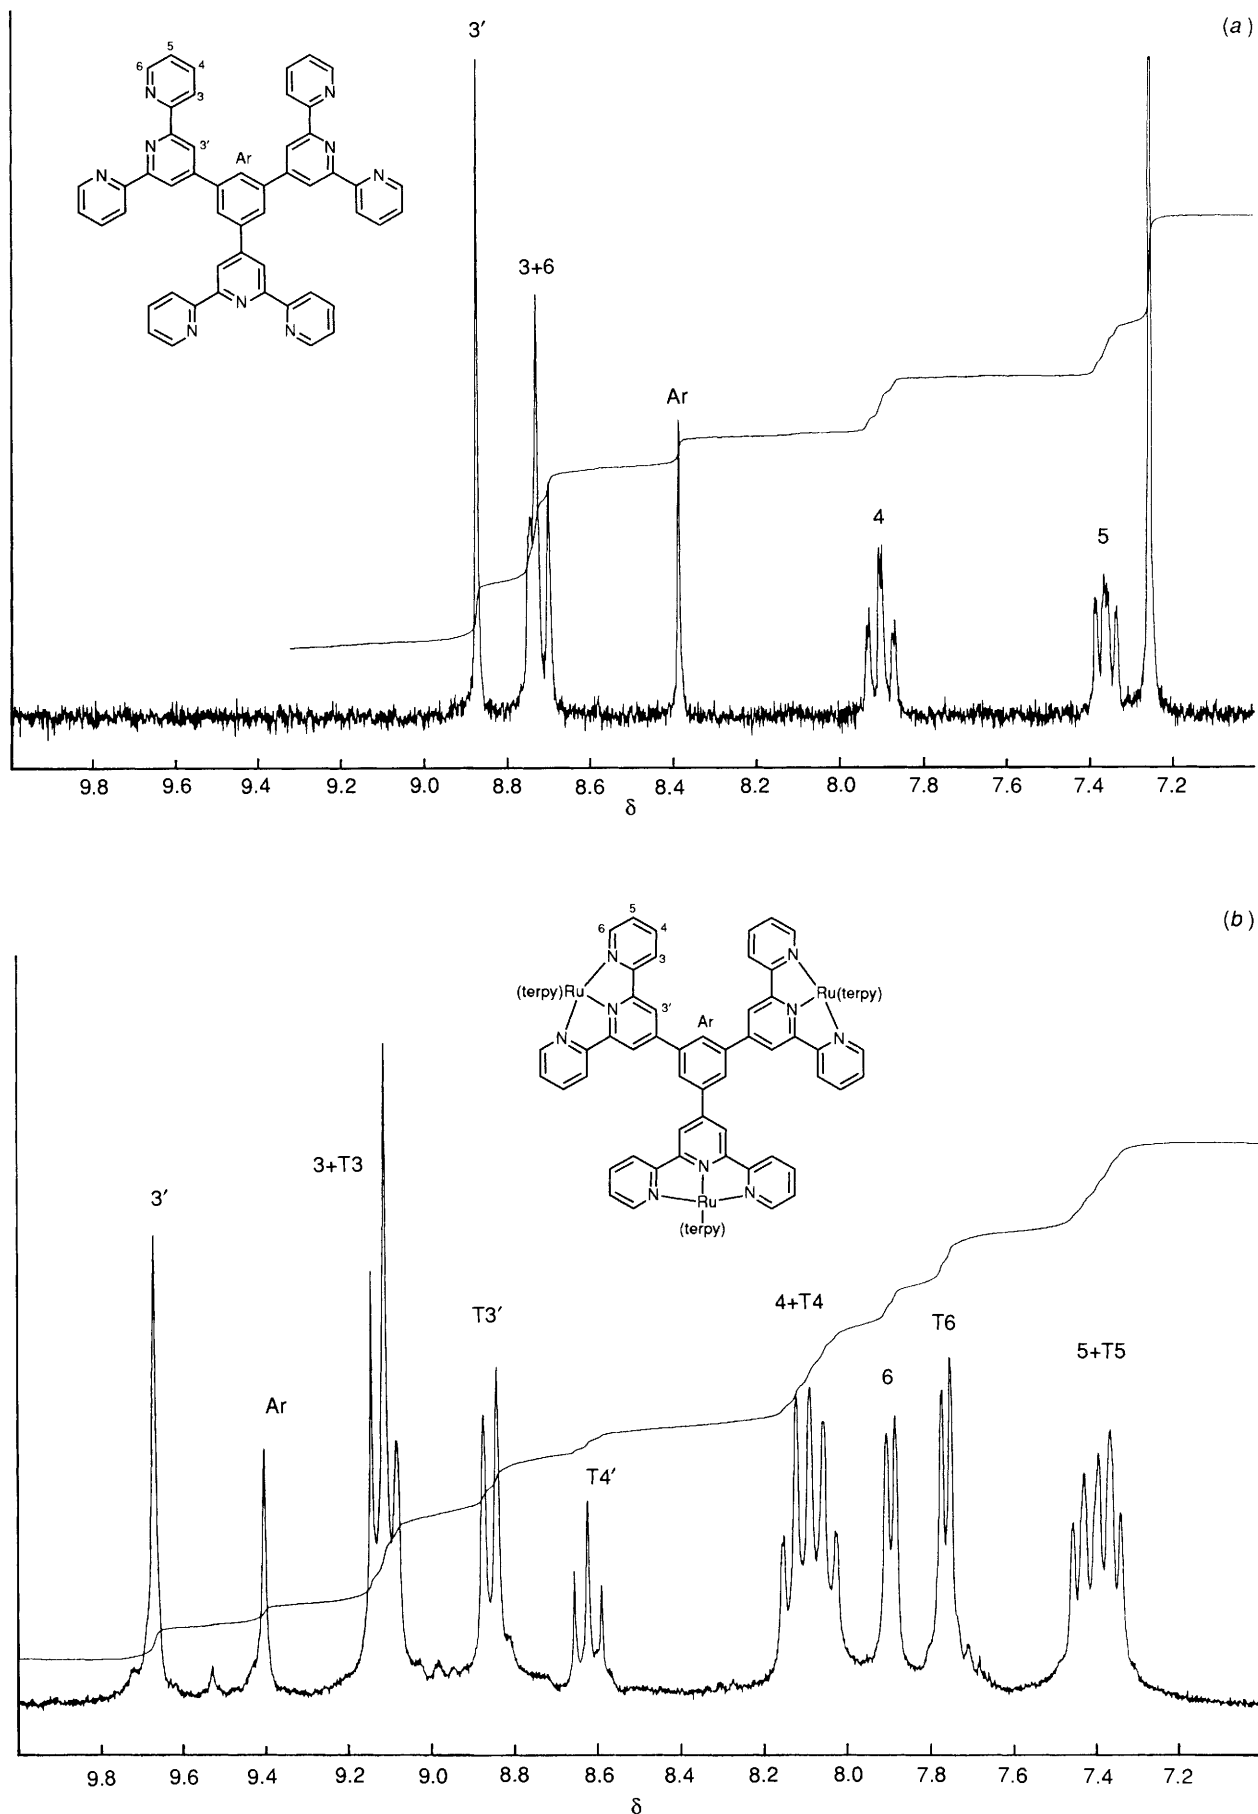 (a)
3′
5
6
4
N
N
3
N
3′
N
Ar
N
N
N
N
N
N
3+6
Ar
4
5
9.8 9.6 9.4 9.2 9.0 8.8 8.6 8.4 8.2 8.0 7.8 7.6 7.4 7.2
δ
(b)
5
6
4
N
3
N
(terpy)Ru
N
3′
N
Ru(terpy)
Ar
N
N
N
N
N
Ru
(terpy)
3′
Ar
3+T3
T3′
T4′
4+T4
6
T6
5+T5
9.8 9.6 9.4 9.2 9.0 8.8 8.6 8.4 8.2 8.0 7.8 7.6 7.4 7.2
δ